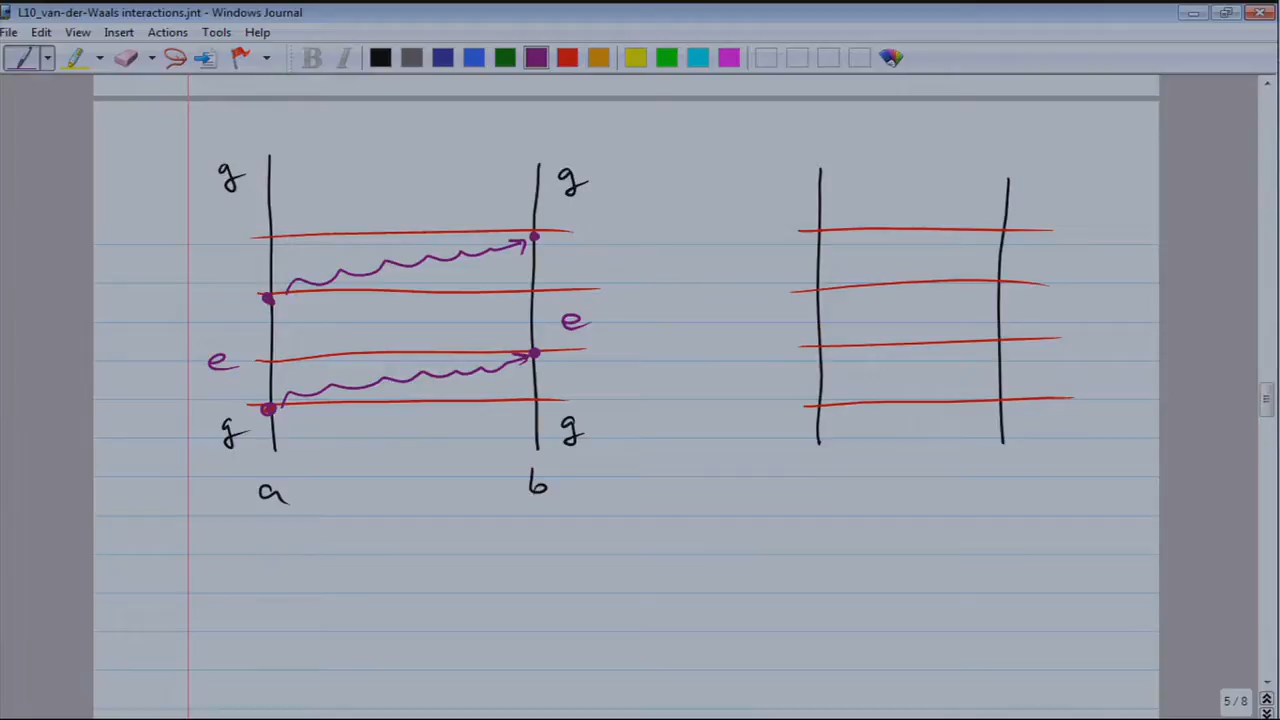 L10_van-der-Waals interactions.jnt - Windows Journal
File Edit View Insert Actions Tools Help
B I
g g
e
e
g g
a b
5 / 8